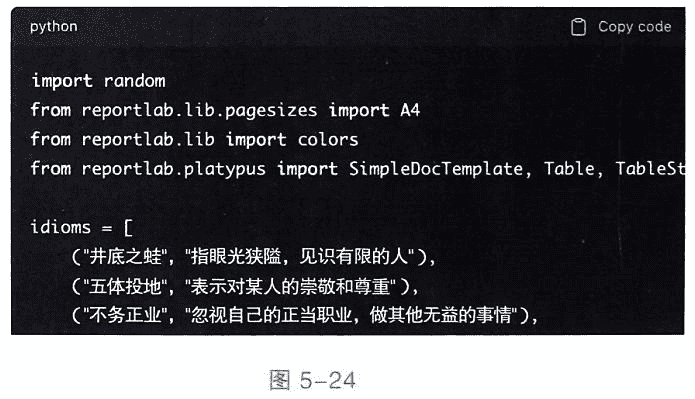 python
Copy code
import random
from reportlab.lib.pagesizes import A4
from reportlab.lib import colors
from reportlab.platypus import SimpleDocTemplate, Table, TableSt
idioms = [
("井底之蛙", "指眼光狭隘，见识有限的人"),
("五体投地", "表示对某人的崇敬和尊重"),
("不务正业", "忽视自己的正当职业，做其他无益的事情"),
图 5-24